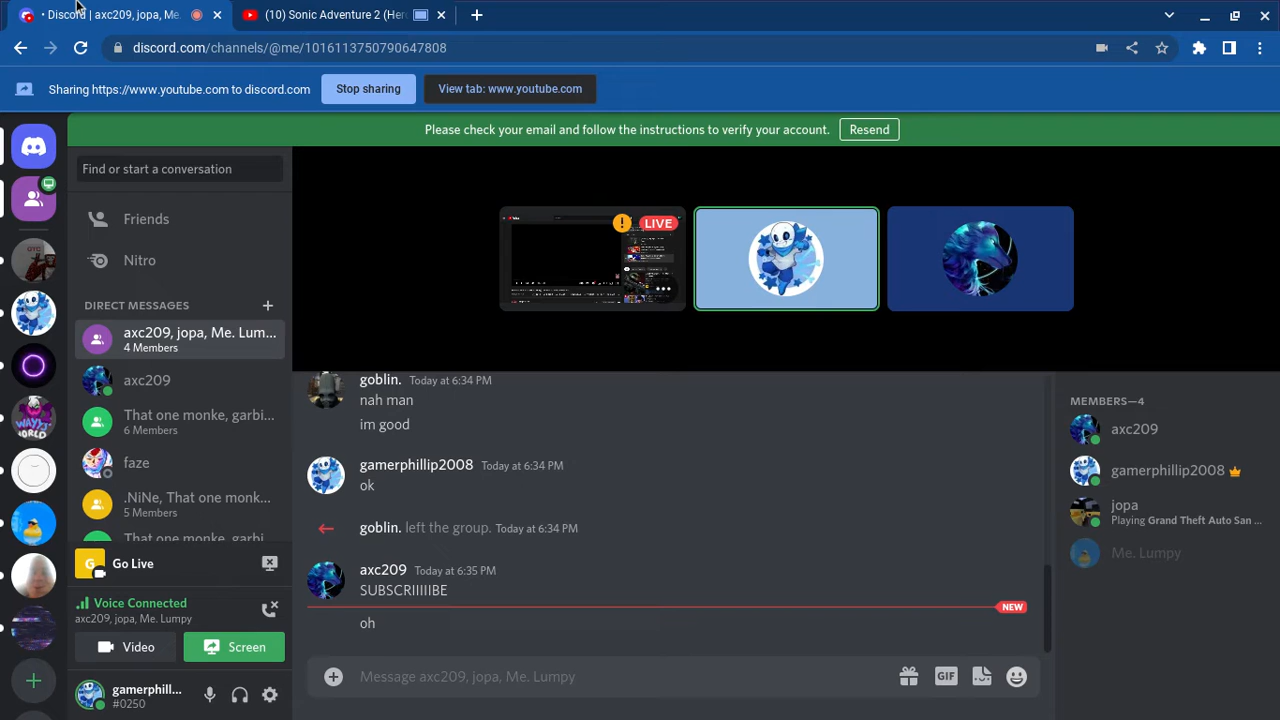 • Discord | axc209, jopa, Me.
(10) Sonic Adventure 2 (Her
discord.com/channels/@me/1016113750790647808
Sharing https://www.youtube.com to discord.com
Stop sharing
View tab: www.youtube.com
Please check your email and follow the instructions to verify your account.
Resend
Find or start a conversation
Friends
Nitro
DIRECT MESSAGES
axc209, jopa, Me. Lum...
4 Members
axc209
That one monke, garbi...
6 Members
faze
.NiNe, That one monk...
5 Members
That one monke, garbi...
G
Go Live
Voice Connected
axc209, jopa, Me. Lumpy
Video
Screen
gamerphill...
#0250
LIVE
goblin. Today at 6:34 PM
nah man
im good
gamerphillip2008 Today at 6:34 PM
ok
goblin. left the group. Today at 6:34 PM
axc209 Today at 6:35 PM
SUBSCRIIIIIBE
NEW
oh
Message axc209, jopa, Me. Lumpy
GIF
MEMBERS—4
axc209
gamerphillip2008
jopa
Playing Grand Theft Auto San ...
Me. Lumpy